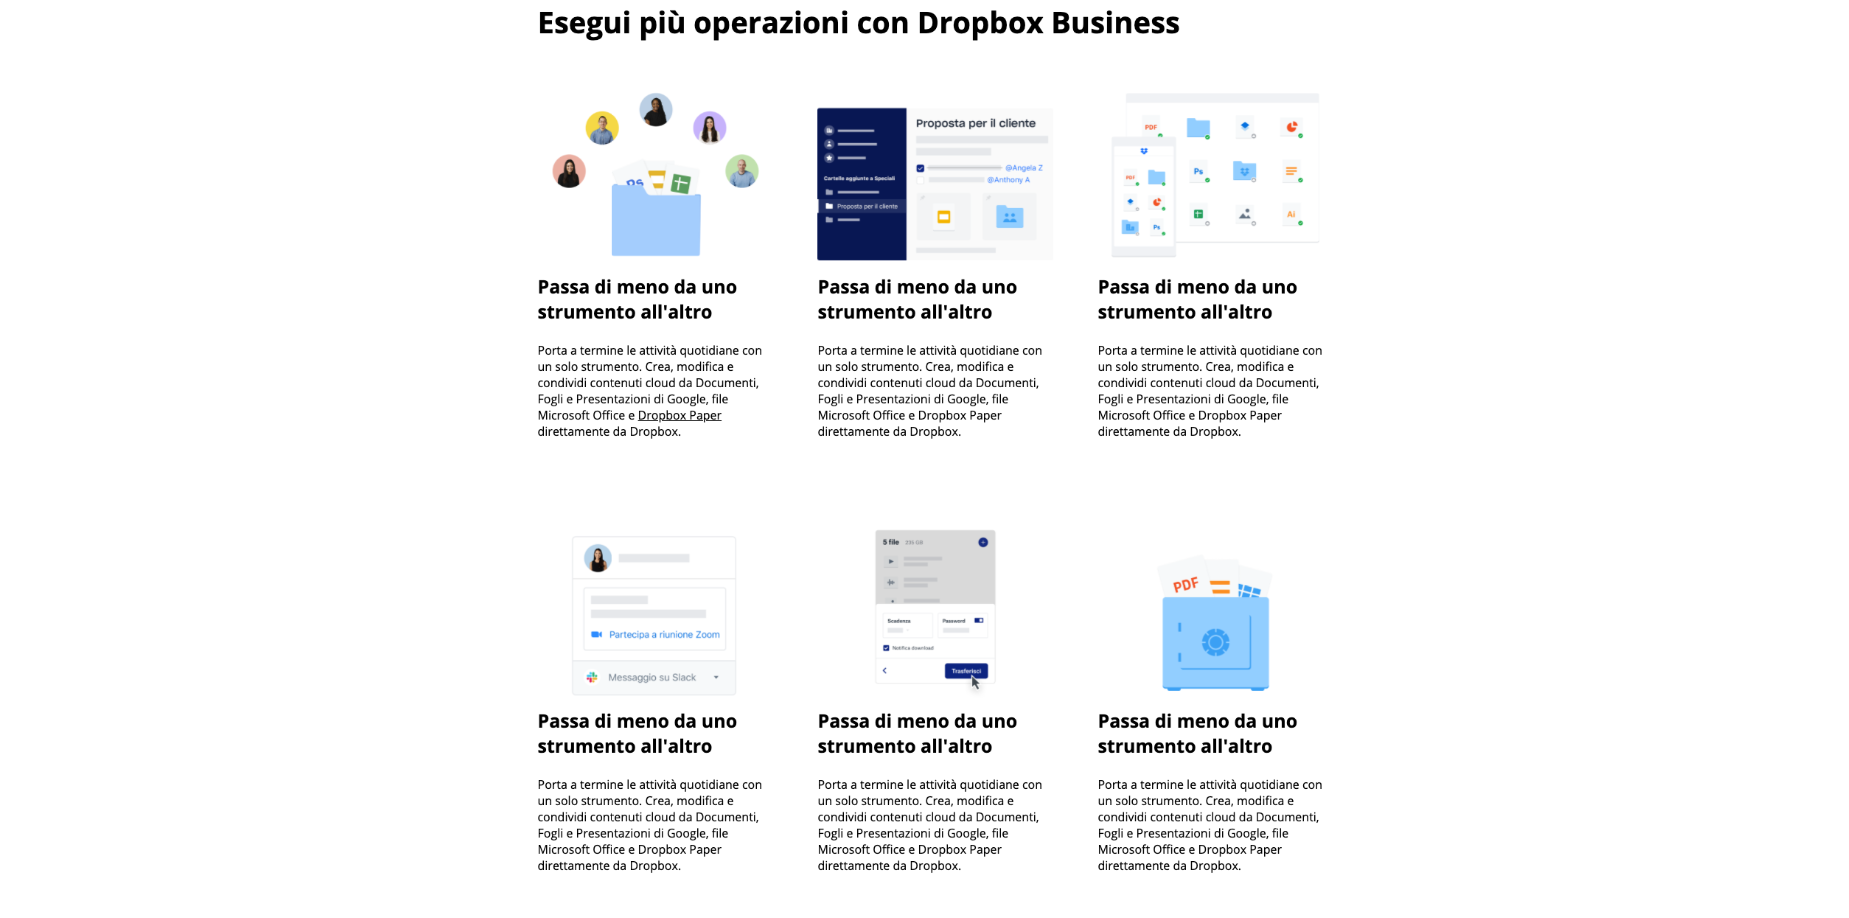 Esegui più operazioni con Dropbox Business
Ps
Proposta per il cliente
@Angela Z
@Anthony A
Cartelle aggiunte a Speciali
Proposta per il cliente
PDF
Ps
Ai
PDF
Ps
Passa di meno da uno
strumento all'altro
Porta a termine le attività quotidiane con
un solo strumento. Crea, modifica e
condividi contenuti cloud da Documenti,
Fogli e Presentazioni di Google, file
Microsoft Office e Dropbox Paper
direttamente da Dropbox.
Passa di meno da uno
strumento all'altro
Porta a termine le attività quotidiane con
un solo strumento. Crea, modifica e
condividi contenuti cloud da Documenti,
Fogli e Presentazioni di Google, file
Microsoft Office e Dropbox Paper
direttamente da Dropbox.
Passa di meno da uno
strumento all'altro
Porta a termine le attività quotidiane con
un solo strumento. Crea, modifica e
condividi contenuti cloud da Documenti,
Fogli e Presentazioni di Google, file
Microsoft Office e Dropbox Paper
direttamente da Dropbox.
Partecipa a riunione Zoom
Messaggio su Slack
5 file 235 GB
Scadenza
Password
Notifica download
Trasferisci
PDF
Passa di meno da uno
strumento all'altro
Porta a termine le attività quotidiane con
un solo strumento. Crea, modifica e
condividi contenuti cloud da Documenti,
Fogli e Presentazioni di Google, file
Microsoft Office e Dropbox Paper
direttamente da Dropbox.
Passa di meno da uno
strumento all'altro
Porta a termine le attività quotidiane con
un solo strumento. Crea, modifica e
condividi contenuti cloud da Documenti,
Fogli e Presentazioni di Google, file
Microsoft Office e Dropbox Paper
direttamente da Dropbox.
Passa di meno da uno
strumento all'altro
Porta a termine le attività quotidiane con
un solo strumento. Crea, modifica e
condividi contenuti cloud da Documenti,
Fogli e Presentazioni di Google, file
Microsoft Office e Dropbox Paper
direttamente da Dropbox.